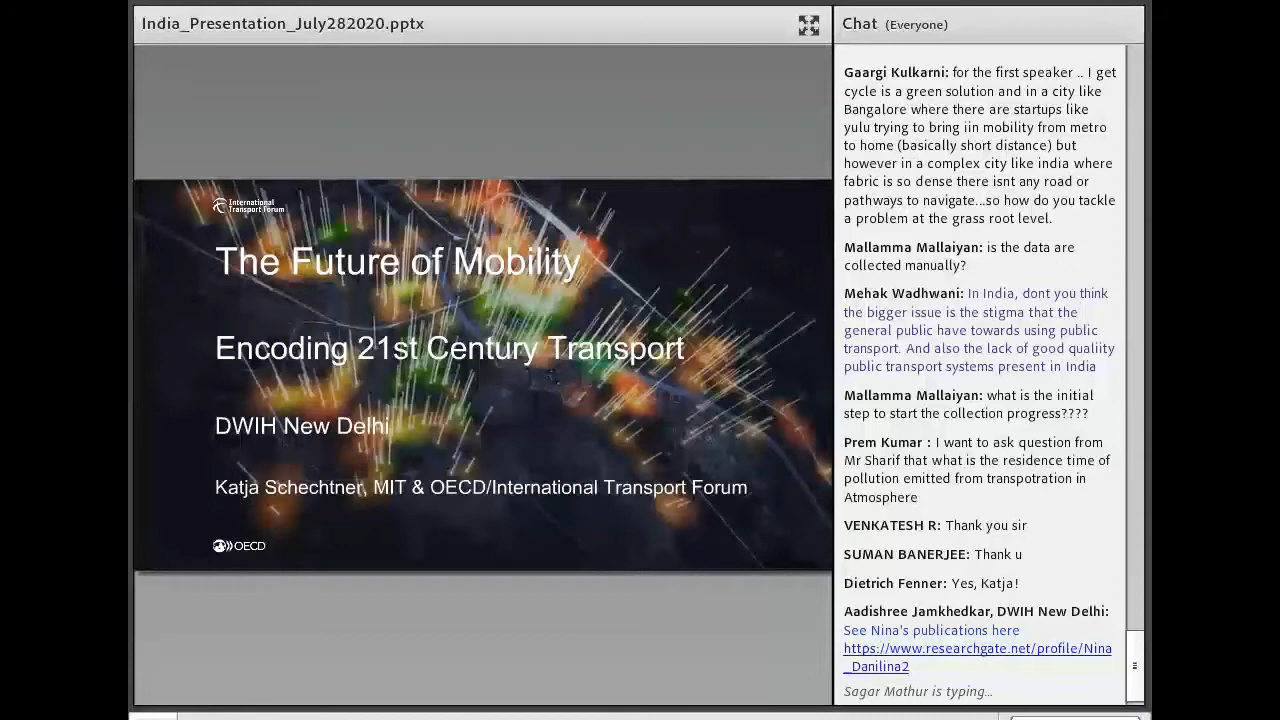 India_Presentation_July282020.pptx
International
Transport Forum
The Future of Mobility
Encoding 21st Century Transport
DWIH New Delhi
Katja Schechtner, MIT & OECD/International Transport Forum
OECD
Chat (Everyone)
Gaargi Kulkarni: for the first speaker .. I get
cycle is a green solution and in a city like
Bangalore where there are startups like
yulu trying to bring iin mobility from metro
to home (basically short distance) but
however in a complex city like india where
fabric is so dense there isnt any road or
pathways to navigate...so how do you tackle
a problem at the grass root level.
Mallamma Mallaiyan: is the data are
collected manually?
Mehak Wadhwani: In India, dont you think
the bigger issue is the stigma that the
general public have towards using public
transport. And also the lack of good qualiity
public transport systems present in India
Mallamma Mallaiyan: what is the initial
step to start the collection progress????
Prem Kumar : I want to ask question from
Mr Sharif that what is the residence time of
pollution emitted from transpotration in
Atmosphere
VENKATESH R: Thank you sir
SUMAN BANERJEE: Thank u
Dietrich Fenner: Yes, Katja!
Aadishree Jamkhedkar, DWIH New Delhi:
See Nina's publications here
https://www.researchgate.net/profile/Nina
_Danilina2
Sagar Mathur is typing...